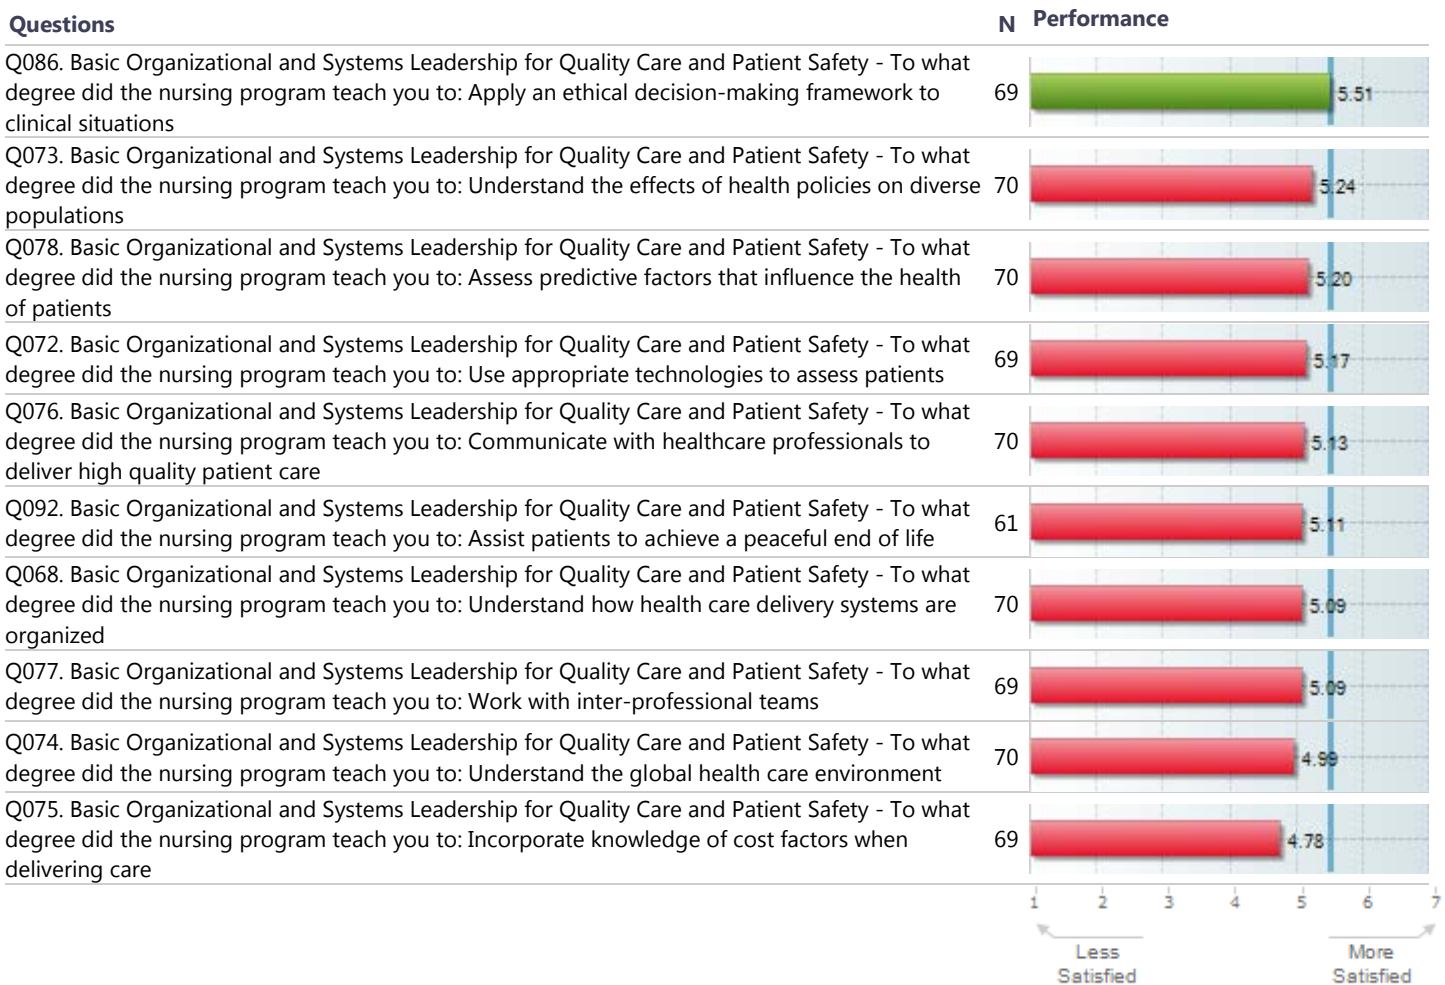 Questions N Performance
Q086. Basic Organizational and Systems Leadership for Quality Care and Patient Safety - To what
degree did the nursing program teach you to: Apply an ethical decision-making framework to 69 5.51
clinical situations
Q073. Basic Organizational and Systems Leadership for Quality Care and Patient Safety - To what
degree did the nursing program teach you to: Understand the effects of health policies on diverse 70 5.24
populations
Q078. Basic Organizational and Systems Leadership for Quality Care and Patient Safety - To what
degree did the nursing program teach you to: Assess predictive factors that influence the health 70 5.20
of patients
Q072. Basic Organizational and Systems Leadership for Quality Care and Patient Safety - To what
degree did the nursing program teach you to: Use appropriate technologies to assess patients 69 5.17
Q076. Basic Organizational and Systems Leadership for Quality Care and Patient Safety - To what
degree did the nursing program teach you to: Communicate with healthcare professionals to 70 5.13
deliver high quality patient care
Q092. Basic Organizational and Systems Leadership for Quality Care and Patient Safety - To what
degree did the nursing program teach you to: Assist patients to achieve a peaceful end of life 61 5.11
Q068. Basic Organizational and Systems Leadership for Quality Care and Patient Safety - To what
degree did the nursing program teach you to: Understand how health care delivery systems are 70 5.09
organized
Q077. Basic Organizational and Systems Leadership for Quality Care and Patient Safety - To what
degree did the nursing program teach you to: Work with inter-professional teams 69 5.09
Q074. Basic Organizational and Systems Leadership for Quality Care and Patient Safety - To what
degree did the nursing program teach you to: Understand the global health care environment 70 4.99
Q075. Basic Organizational and Systems Leadership for Quality Care and Patient Safety - To what
degree did the nursing program teach you to: Incorporate knowledge of cost factors when 69 4.78
delivering care
1 2 3 4 5 6 7
Less More
Satisfied Satisfied